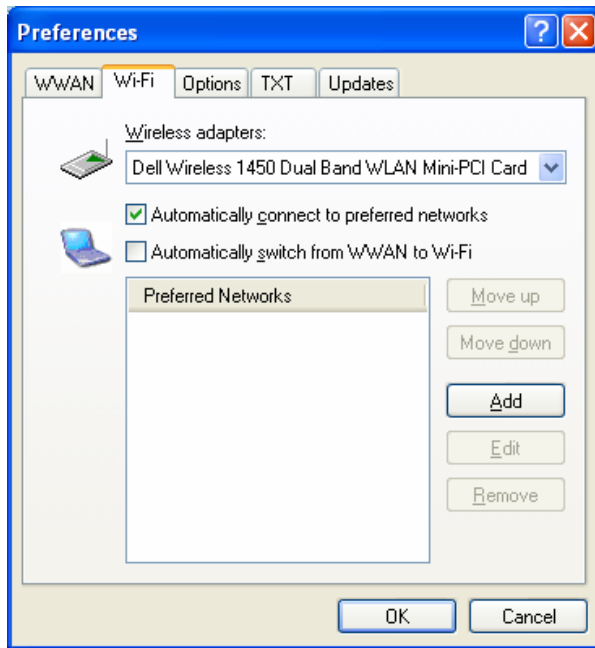 Preferences
WWAN Wi-Fi Options TXT Updates
Wireless adapters:
Dell Wireless 1450 Dual Band WLAN Mini-PCI Card
Automatically connect to preferred networks
Automatically switch from WWAN to Wi-Fi
Preferred Networks
Move up
Move down
Add
Edit
Remove
OK Cancel